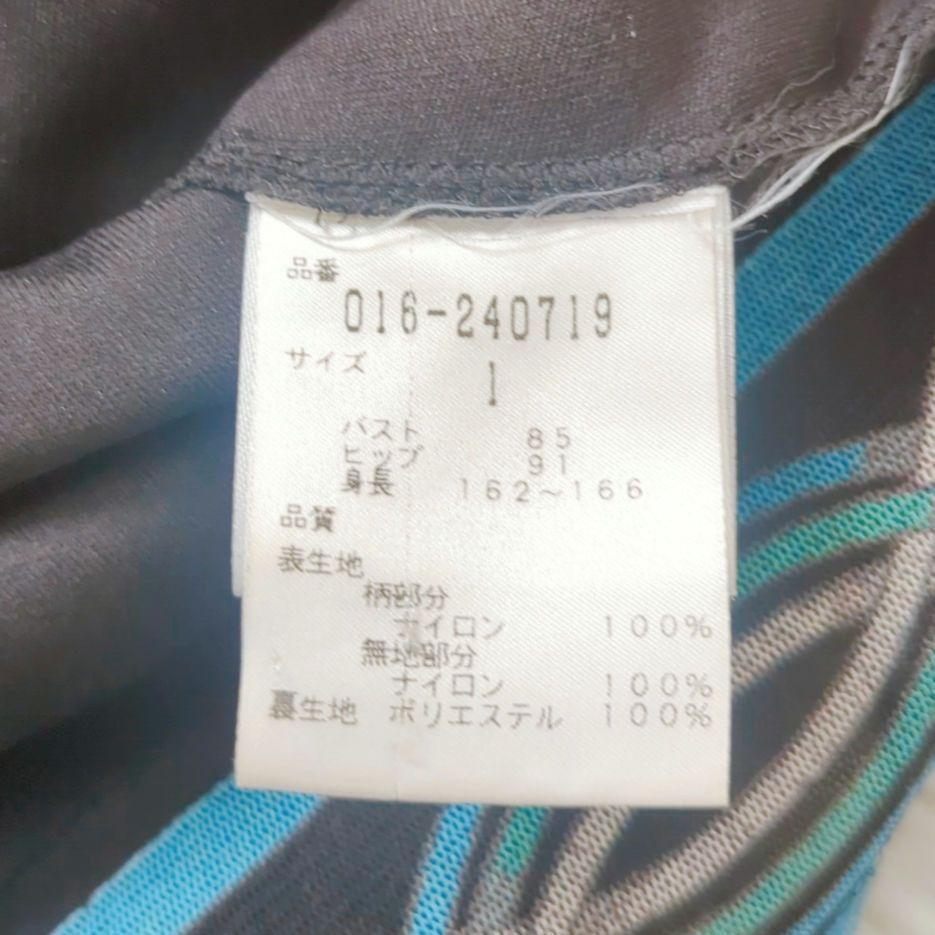 品番
016-240719
サイズ 1
バスト 85
ヒップ 91
身長 162～166
品質
表生地
柄部分
ナイロン 100%
無地部分
ナイロン 100%
裏生地 ポリエステル 100%